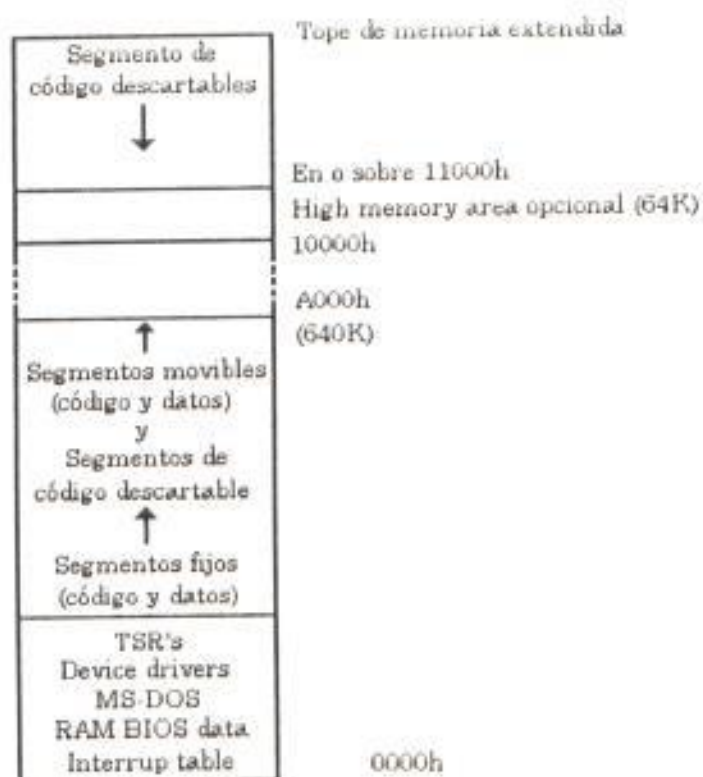 Tope de memoria extendida
Segmento de
código descartables
En o sobre 11000h
High memory area opcional (64K)
10000h
A000h
(640K)
Segmentos movibles
(código y datos)
y
Segmentos de
código descartable
Segmentos fijos
(código y datos)
TSR's
Device drivers
MS-DOS
RAM BIOS data
Interrup table
0000h